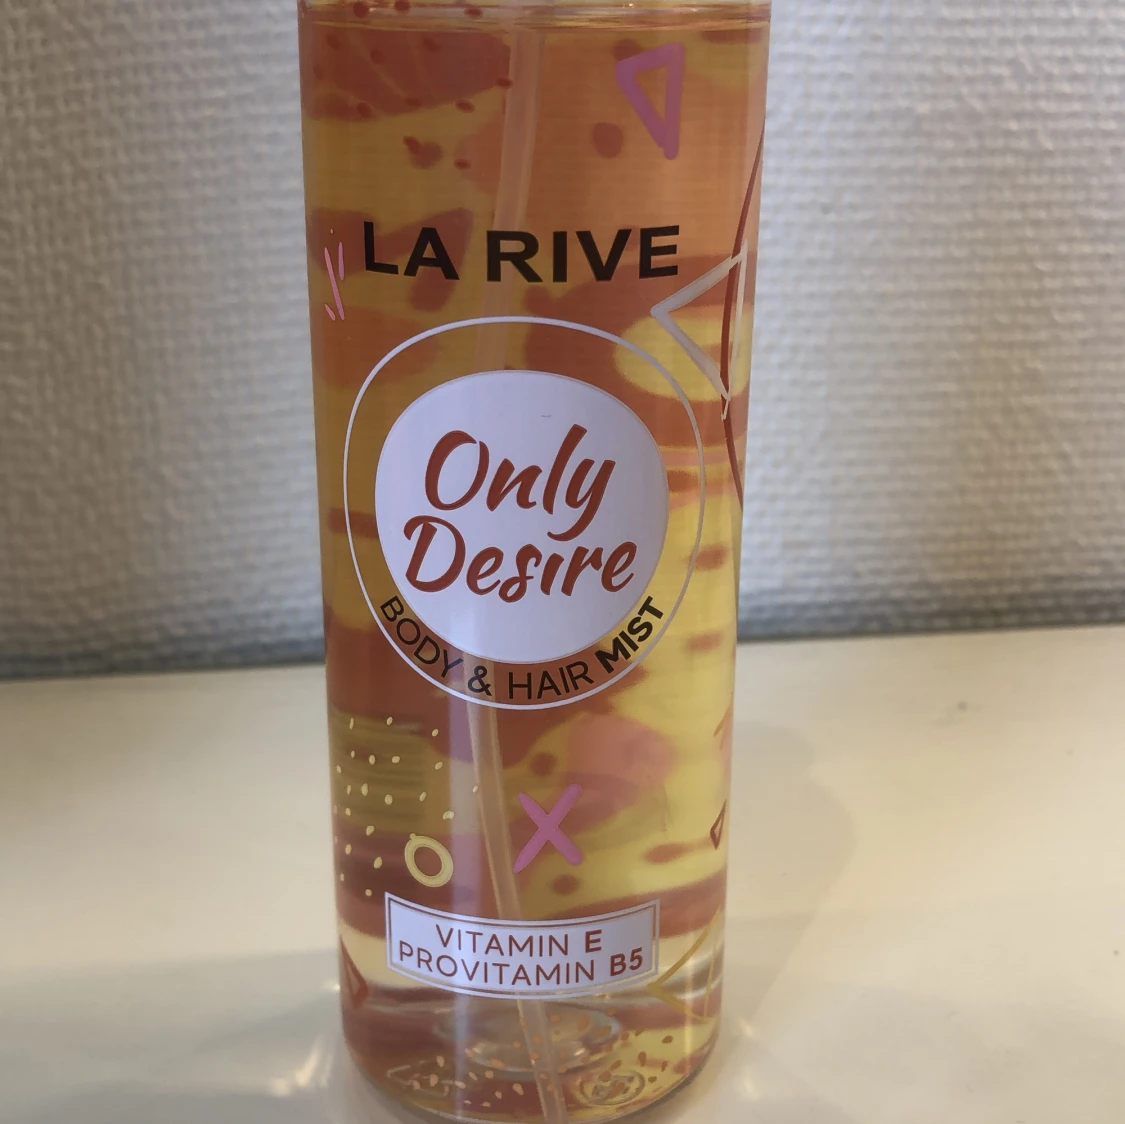 LA RIVE
Only
Desire
BODY & HAIR MIST
VITAMIN E
PROVITAMIN B5